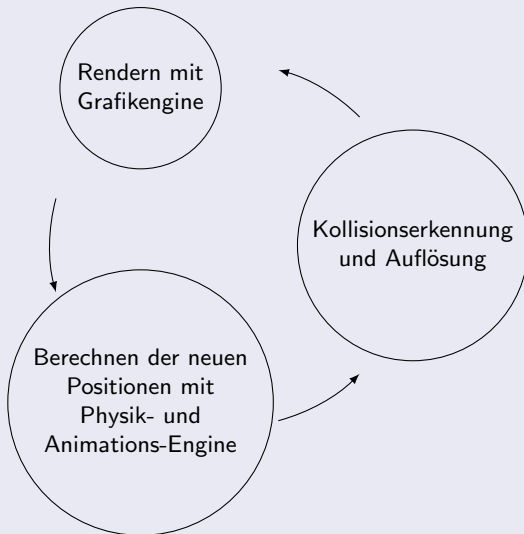 Rendern mit
Grafikengine
Kollisionserkennung
und Auflösung
Berechnen der neuen
Positionen mit
Physik- und
Animations-Engine